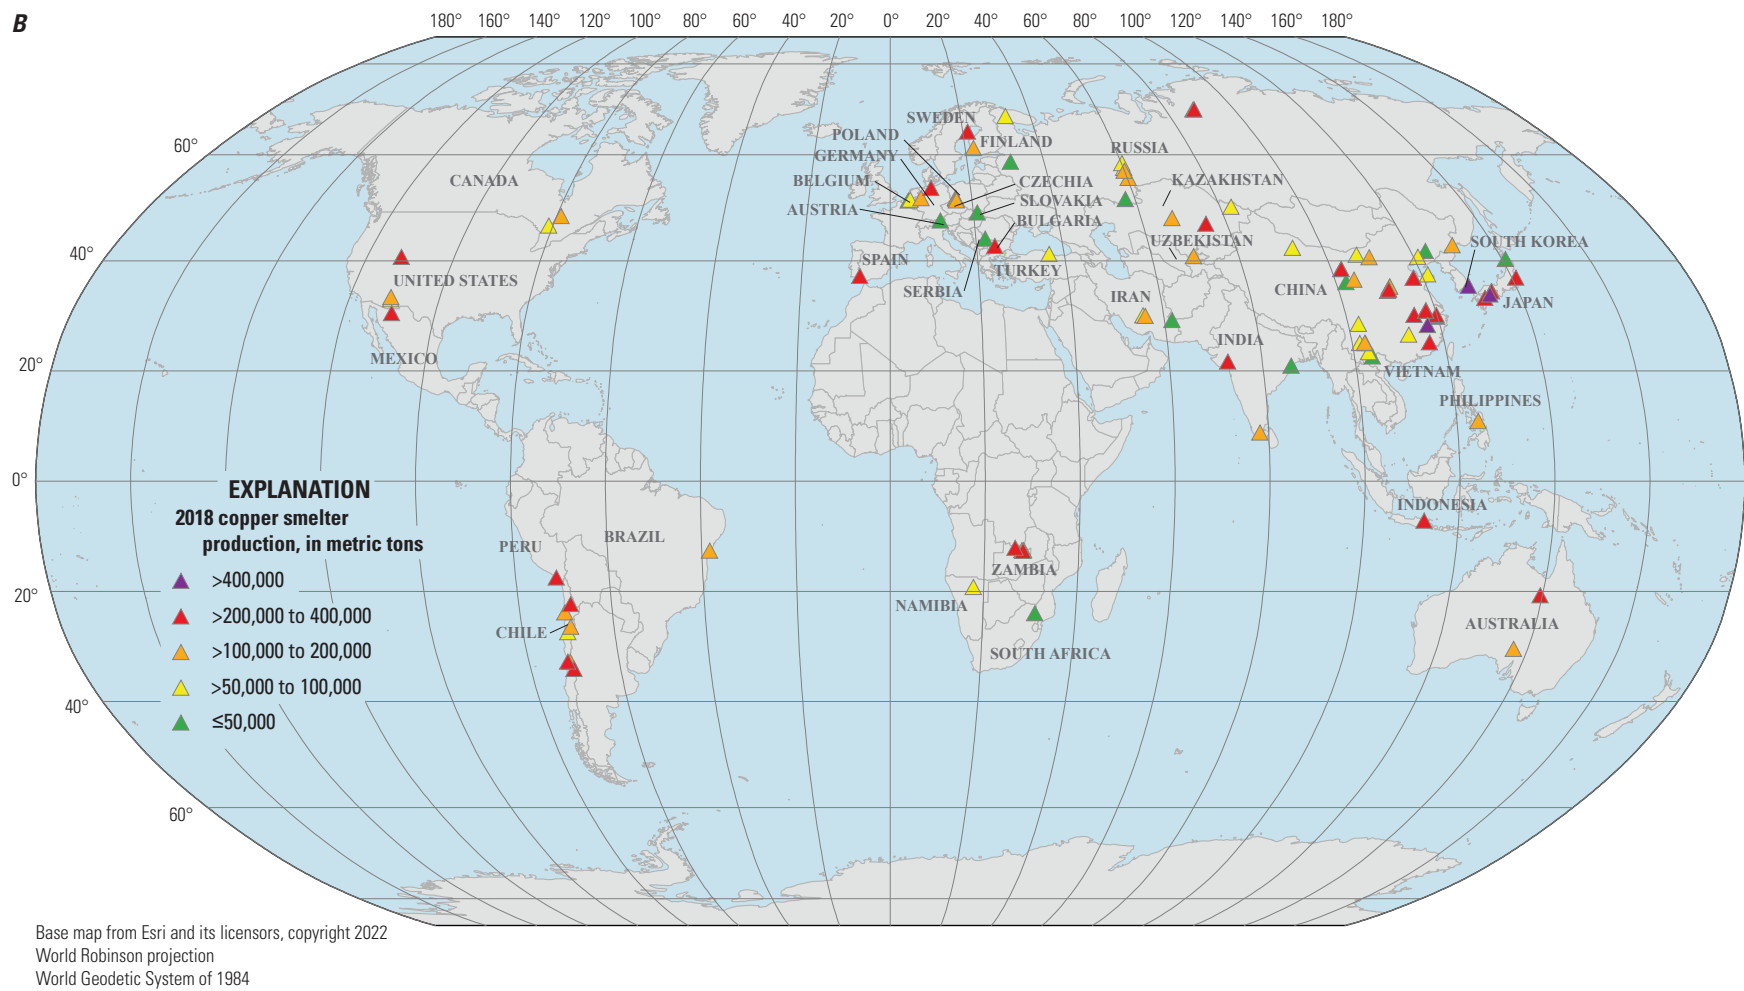 B
180° 160° 140° 120° 100° 80° 60° 40° 20° 0° 20° 40° 60° 80° 100° 120° 140° 160° 180°
SWEDEN
POLAND
FINLAND
60°
GERMANY
RUSSIA
CANADA
BELGIUM
CZECHIA
KAZAKHSTAN
AUSTRIA
SLOVAKIA
BULGARIA
UZBEKISTAN
SOUTH KOREA
40°
SPAIN
TURKEY
UNITED STATES
SERBIA
IRAN
CHINA
JAPAN
INDIA
MEXICO
20°
VIETNAM
PHILIPPINES
0°
EXPLANATION
2018 copper smelter
production, in metric tons
>400,000
>200,000 to 400,000
>100,000 to 200,000
>50,000 to 100,000
≤50,000
INDONESIA
BRAZIL
PERU
ZAMBIA
20°
NAMIBIA
AUSTRALIA
CHILE
SOUTH AFRICA
40°
60°
Base map from Esri and its licensors, copyright 2022
World Robinson projection
World Geodetic System of 1984